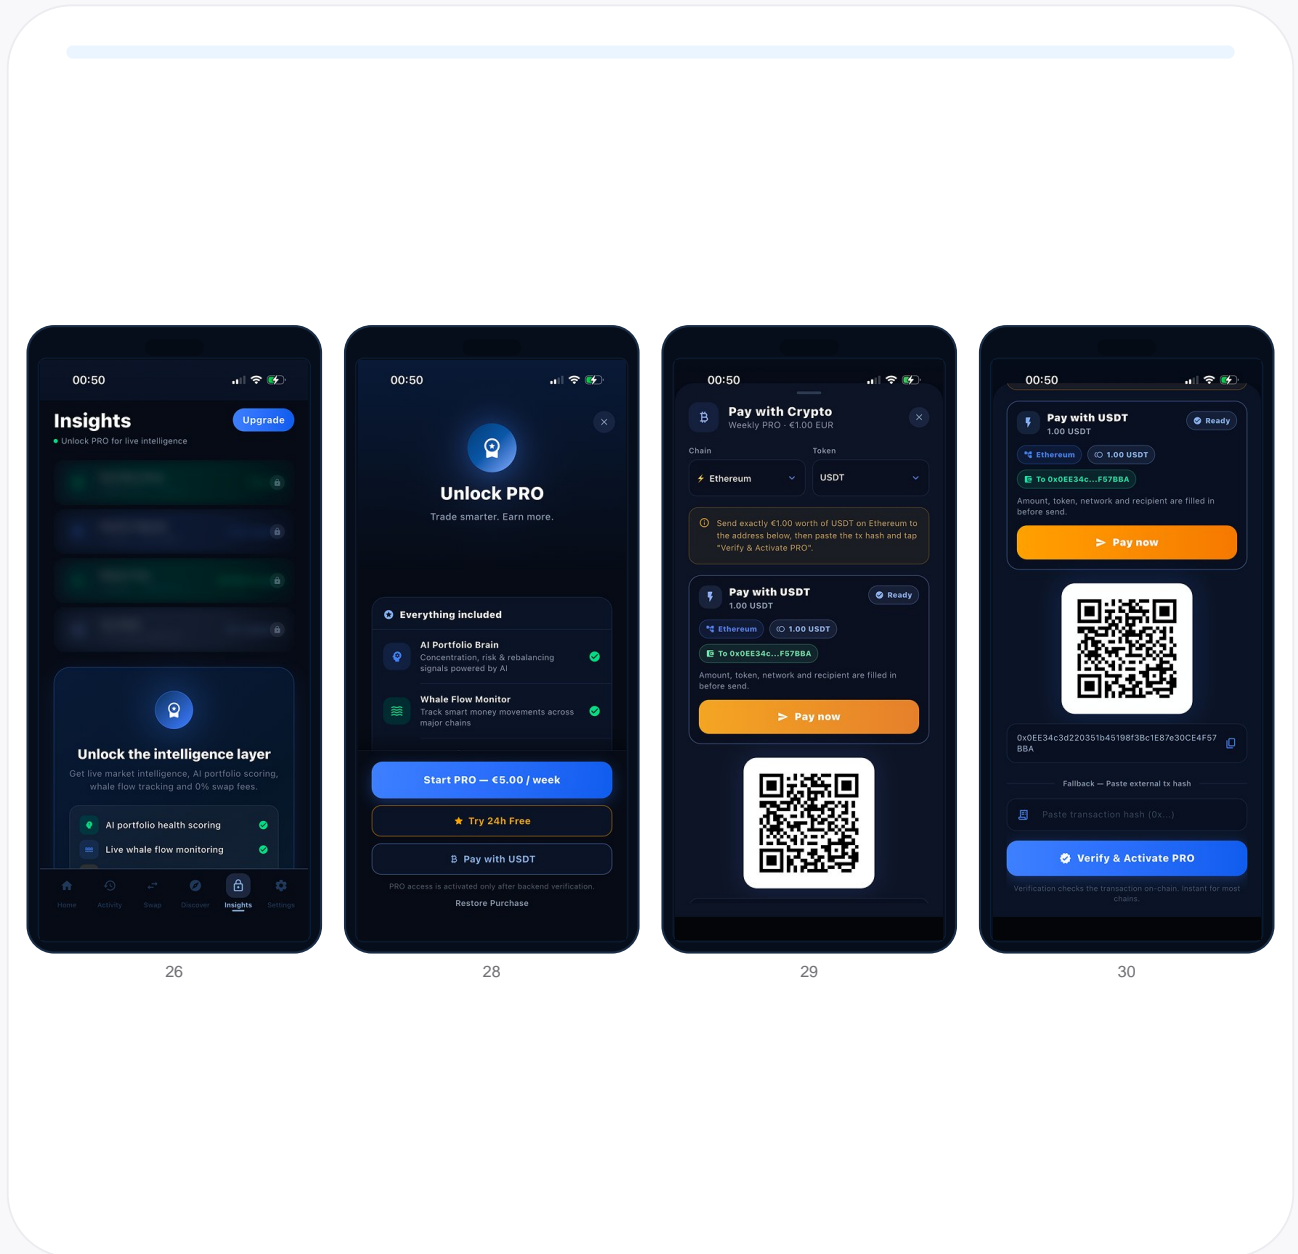 00:50
Insights
Upgrade
Unlock PRO for live intelligence
Unlock the intelligence layer
Get live market intelligence, AI portfolio scoring,
whale flow tracking and 0% swap fees.
AI portfolio health scoring
Live whale flow monitoring
Home
Activity
Swap
Discover
Insights
Settings
26
00:50
Unlock PRO
Trade smarter. Earn more.
Everything included
AI Portfolio Brain
Concentration, risk & rebalancing
signals powered by AI
Whale Flow Monitor
Track smart money movements across
major chains
Start PRO — €5.00 / week
Try 24h Free
Pay with USDT
PRO access is activated only after backend verification.
Restore Purchase
28
00:50
Pay with Crypto
Weekly PRO · €1.00 EUR
Chain
Token
Ethereum
USDT
Send exactly €1.00 worth of USDT on Ethereum to
the address below, then paste the tx hash and tap
"Verify & Activate PRO".
Pay with USDT
1.00 USDT
Ready
Ethereum
1.00 USDT
To 0x0EE34c...F57BBA
Amount, token, network and recipient are filled in
before send.
Pay now
29
00:50
Pay with USDT
1.00 USDT
Ready
Ethereum
1.00 USDT
To 0x0EE34c...F57BBA
Amount, token, network and recipient are filled in
before send.
Pay now
0x0EE34c3d220351b45198f3Bc1E87e30CE4F57
BBA
Fallback — Paste external tx hash
Paste transaction hash (0x...)
Verify & Activate PRO
Verification checks the transaction on-chain. Instant for most
chains.
30